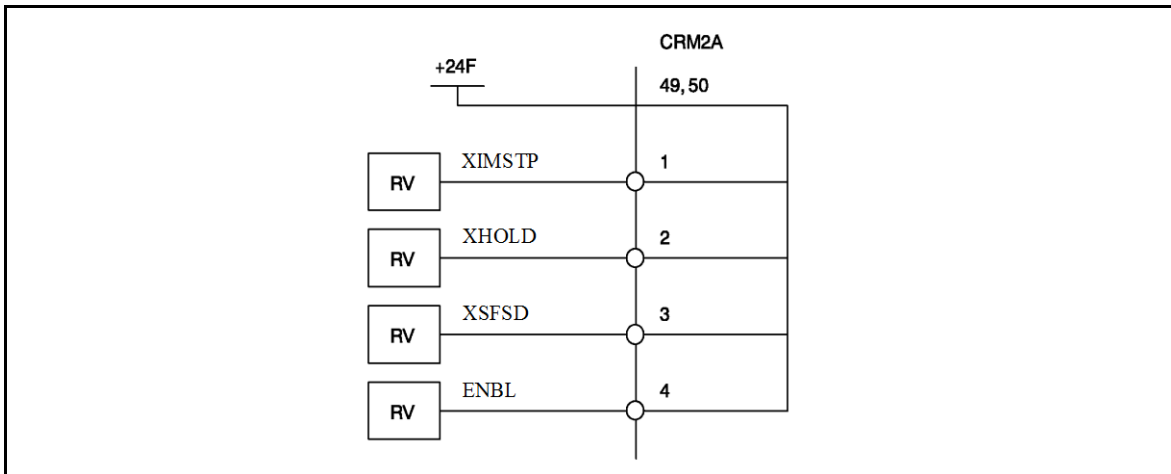 CRM2A
+24F
49, 50
XIMSTP
1
RV
XHOLD
2
RV
XSFSD
3
RV
ENBL
4
RV